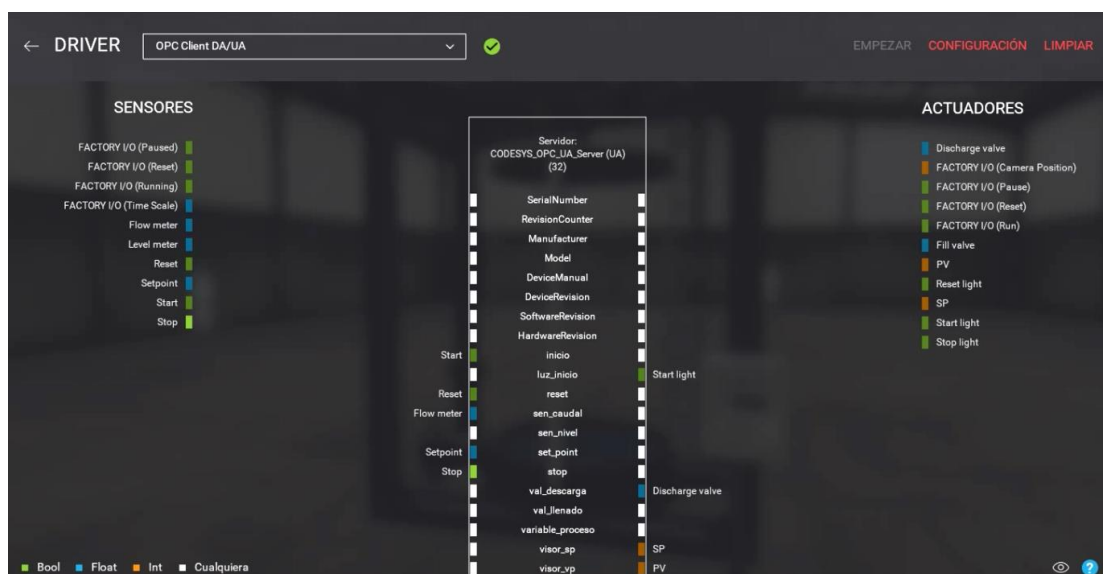 ← DRIVER OPC Client DA/UA EMPEZAR CONFIGURACIÓN LIMPIAR
SENSORES
FACTORY I/O (Paused)
FACTORY I/O (Reset)
FACTORY I/O (Running)
FACTORY I/O (Time Scale)
Flow meter
Level meter
Reset
Setpoint
Start
Stop
Servidor:
CODESYS_OPC_UA_Server (UA)
(32)
SerialNumber
RevisionCounter
Manufacturer
Model
DeviceManual
DeviceRevision
SoftwareRevision
HardwareRevision
Start inicio
luz_inicio Start light
Reset reset
Flow meter sen_caudal
sen_nivel
Setpoint set_point
Stop stop
val_descarga Discharge valve
val_llenado
variable_proceso
visor_sp SP
visor_vp PV
ACTUADORES
Discharge valve
FACTORY I/O (Camera Position)
FACTORY I/O (Pause)
FACTORY I/O (Reset)
FACTORY I/O (Run)
Fill valve
PV
Reset light
SP
Start light
Stop light
Bool Float Int Cualquiera ?